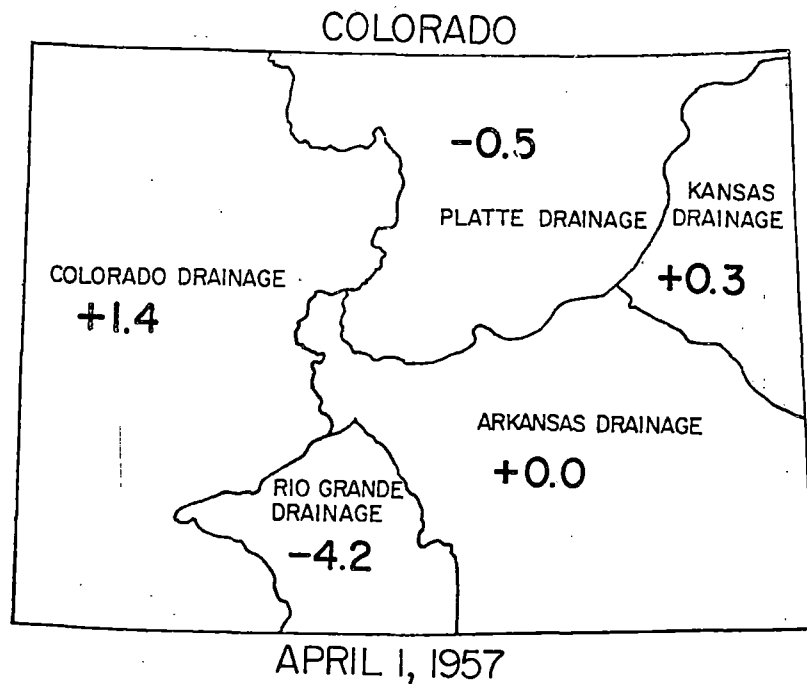 COLORADO
-0.5
PLATTE DRAINAGE
KANSAS
DRAINAGE
+0.3
COLORADO DRAINAGE
+1.4
ARKANSAS DRAINAGE
+0.0
RIO GRANDE
DRAINAGE
-4.2
APRIL 1, 1957